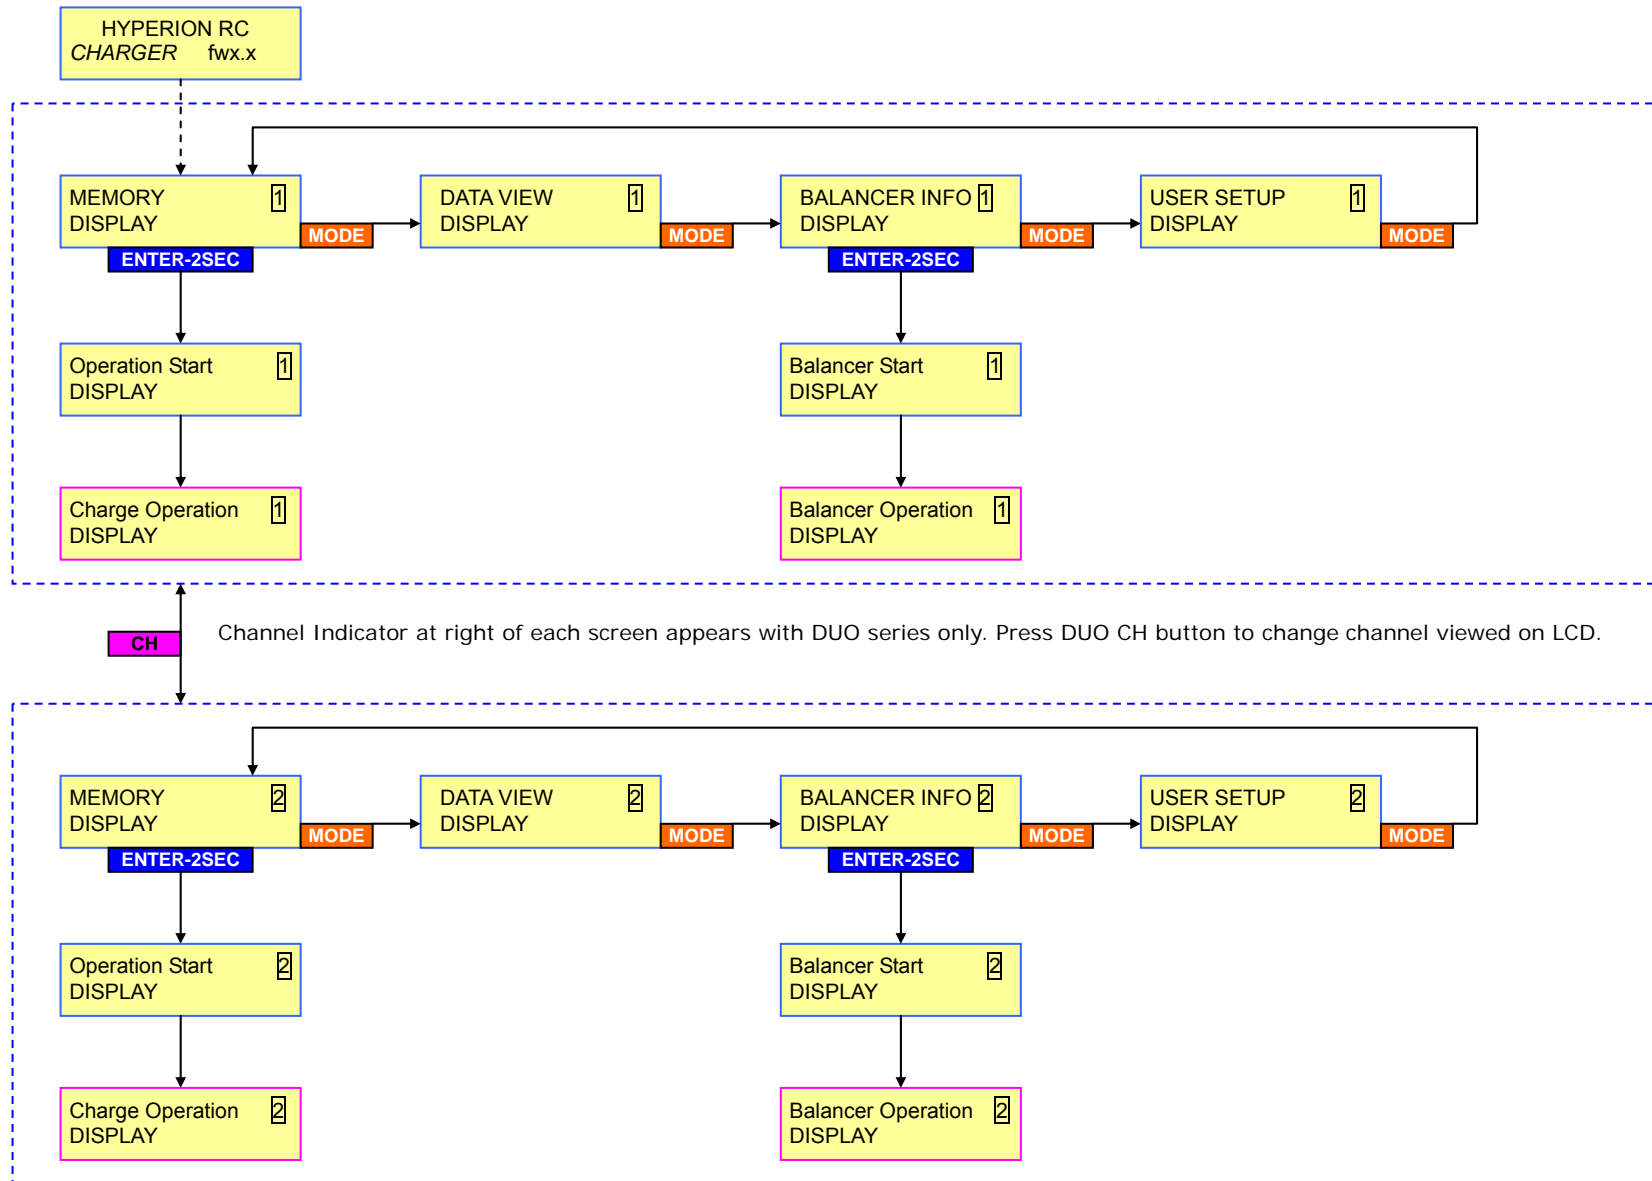 HYPERION RC
CHARGER fwx.x
MEMORY 1
DISPLAY
MODE
ENTER-2SEC
DATA VIEW 1
DISPLAY
MODE
BALANCER INFO 1
DISPLAY
MODE
ENTER-2SEC
USER SETUP 1
DISPLAY
MODE
Operation Start 1
DISPLAY
Balancer Start 1
DISPLAY
Charge Operation 1
DISPLAY
Balancer Operation 1
DISPLAY
CH
Channel Indicator at right of each screen appears with DUO series only. Press DUO CH button to change channel viewed on LCD.
MEMORY 2
DISPLAY
MODE
ENTER-2SEC
DATA VIEW 2
DISPLAY
MODE
BALANCER INFO 2
DISPLAY
MODE
ENTER-2SEC
USER SETUP 2
DISPLAY
MODE
Operation Start 2
DISPLAY
Balancer Start 2
DISPLAY
Charge Operation 2
DISPLAY
Balancer Operation 2
DISPLAY